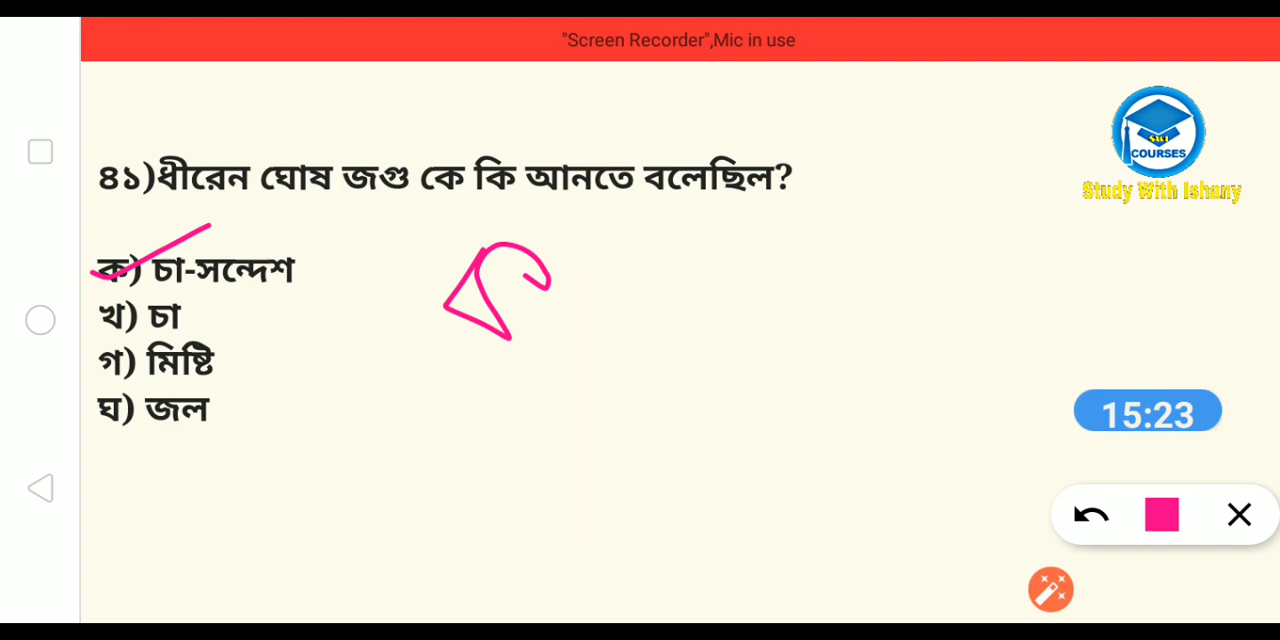 "Screen Recorder",Mic in use
COURSES
Study With Ishany
৪১)ধীরেন ঘোষ জগু কে কি আনতে বলেছিল?
ক) চা-সন্দেশ
খ) চা
গ) মিষ্টি
ঘ) জল
ক
15:23